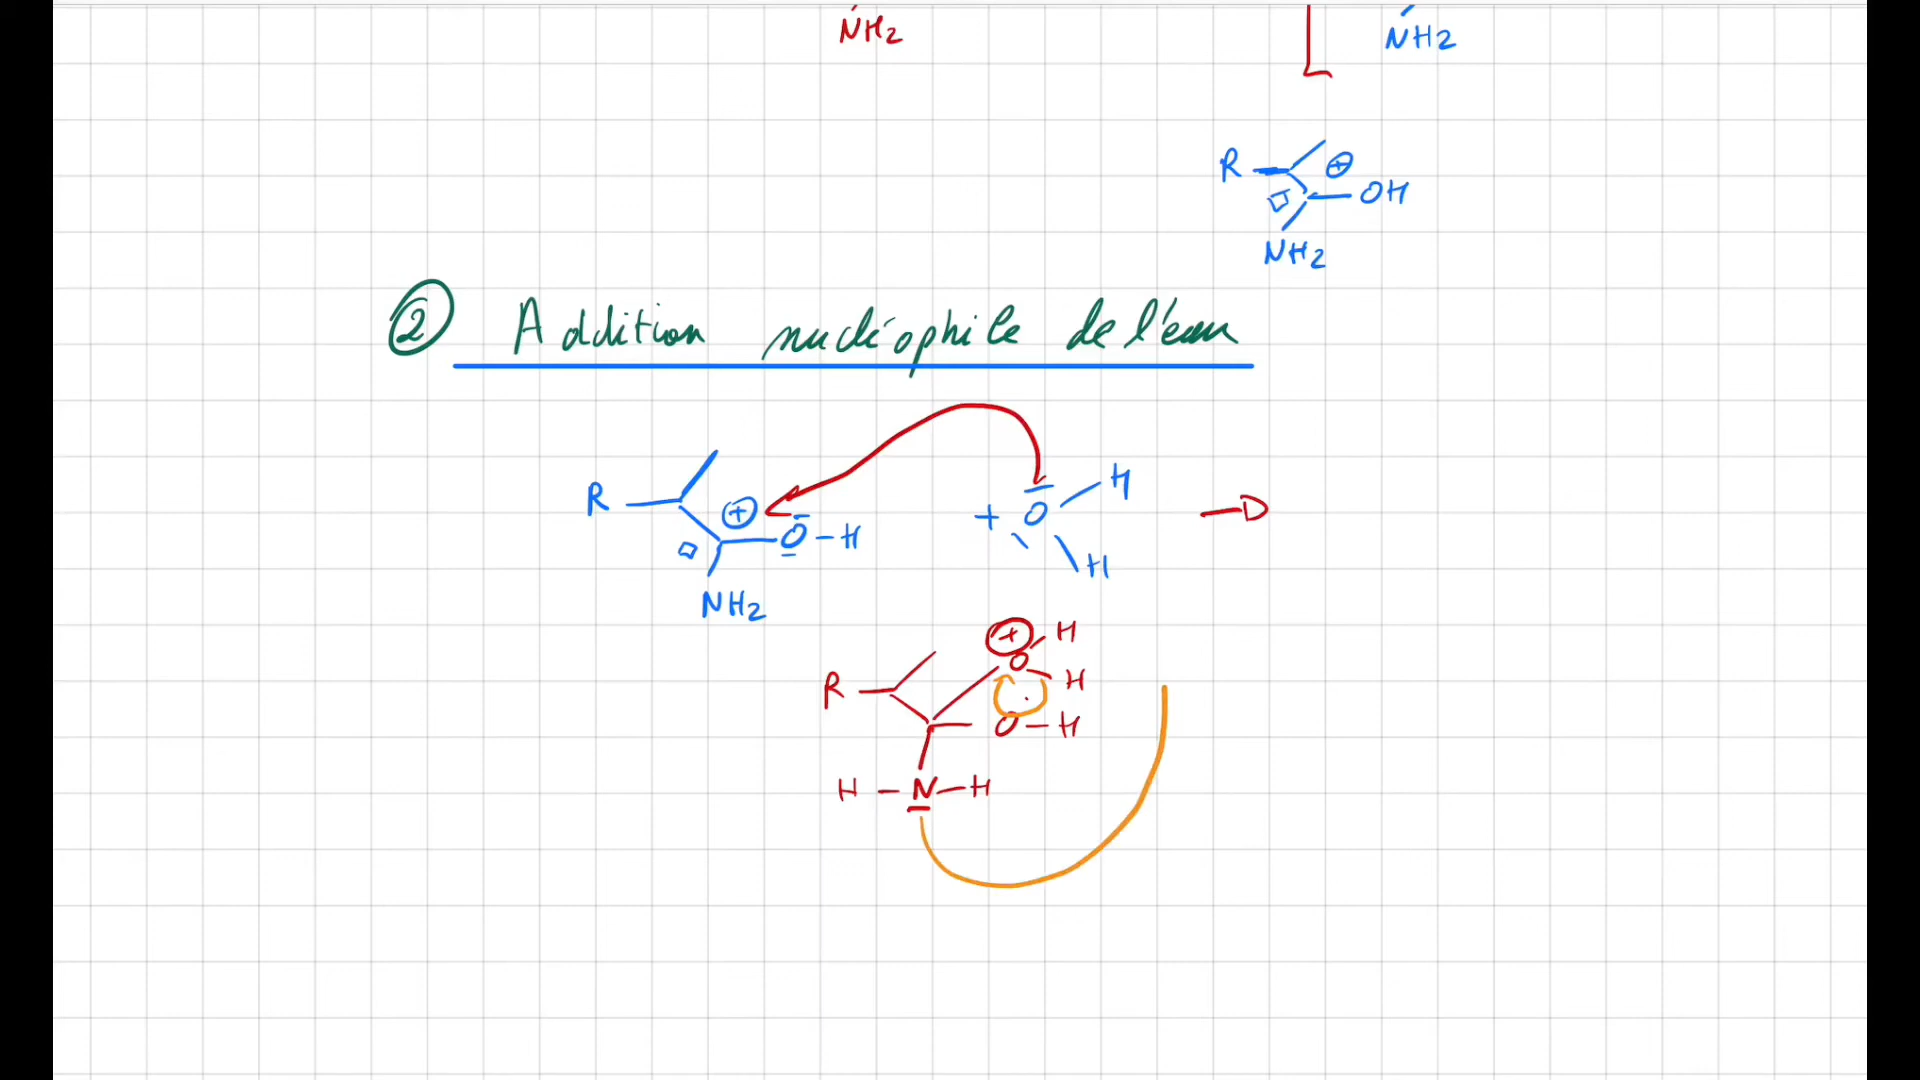 NH2 NH2
R ⊕ OH
NH2
② Addition nucléophile de l'eau
R ⊕ O - H + O H H
NH2
⊕ H
O
R H
O - H
H - N - H